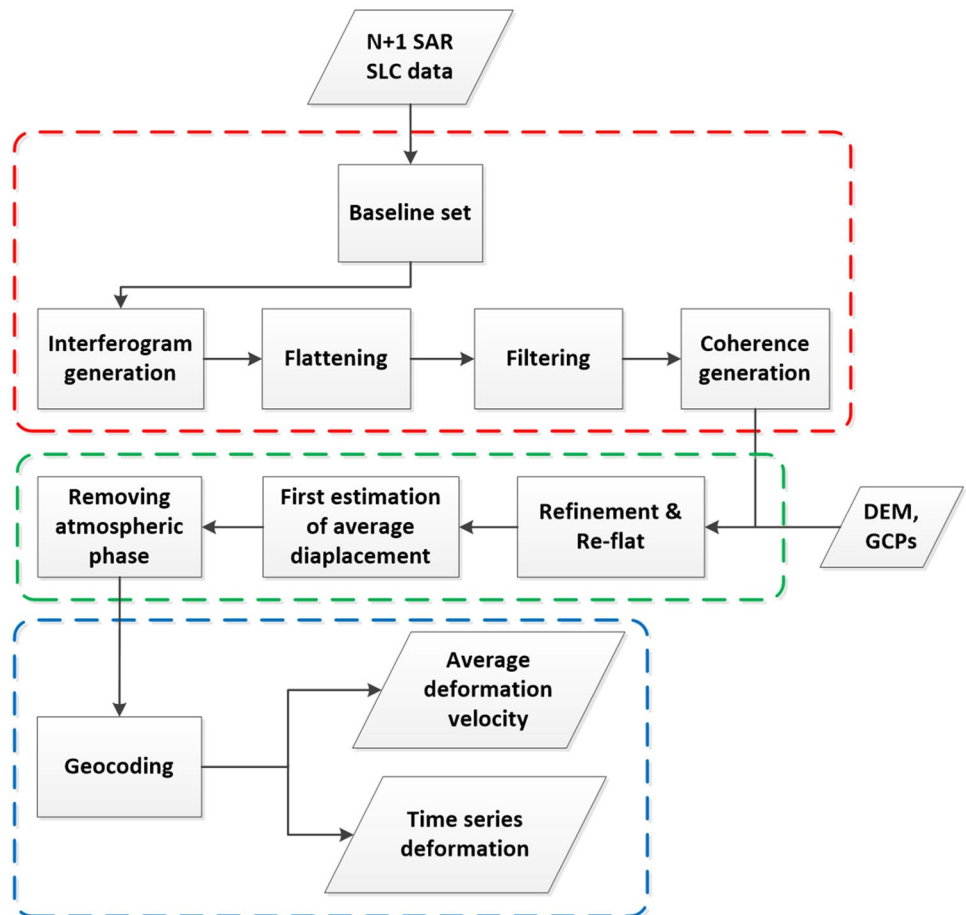 N+1 SAR
SLC data
Baseline set
Interferogram
generation
Flattening
Filtering
Coherence
generation
Removing
atmospheric
phase
First estimation
of average
diaplacement
Refinement &
Re-flat
DEM,
GCPs
Average
deformation
velocity
Geocoding
Time series
deformation